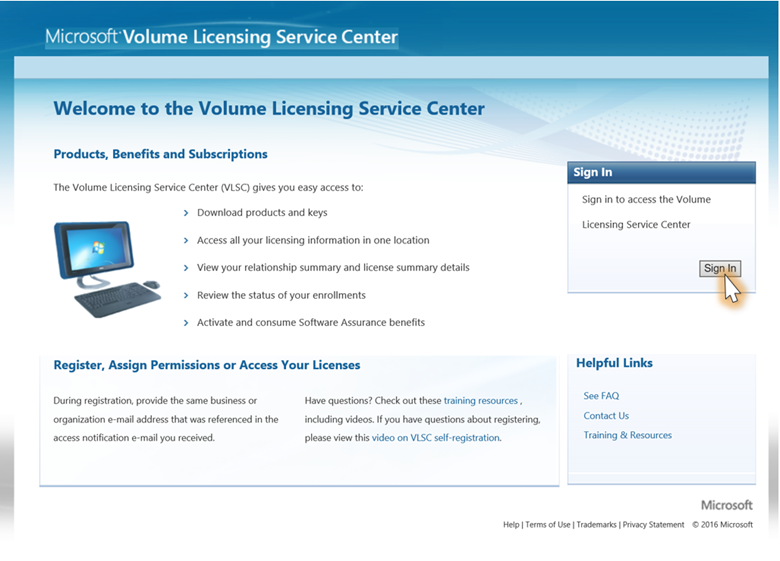 Microsoft Volume Licensing Service Center
Welcome to the Volume Licensing Service Center
Products, Benefits and Subscriptions
The Volume Licensing Service Center (VLSC) gives you easy access to:
Download products and keys
Access all your licensing information in one location
View your relationship summary and license summary details
Review the status of your enrollments
Activate and consume Software Assurance benefits
Sign In
Sign in to access the Volume
Licensing Service Center
Sign In
Register, Assign Permissions or Access Your Licenses
During registration, provide the same business or
organization e-mail address that was referenced in the
access notification e-mail you received.
Have questions? Check out these training resources ,
including videos. If you have questions about registering,
please view this video on VLSC self-registration.
Helpful Links
See FAQ
Contact Us
Training & Resources
Microsoft
Help | Terms of Use | Trademarks | Privacy Statement © 2016 Microsoft